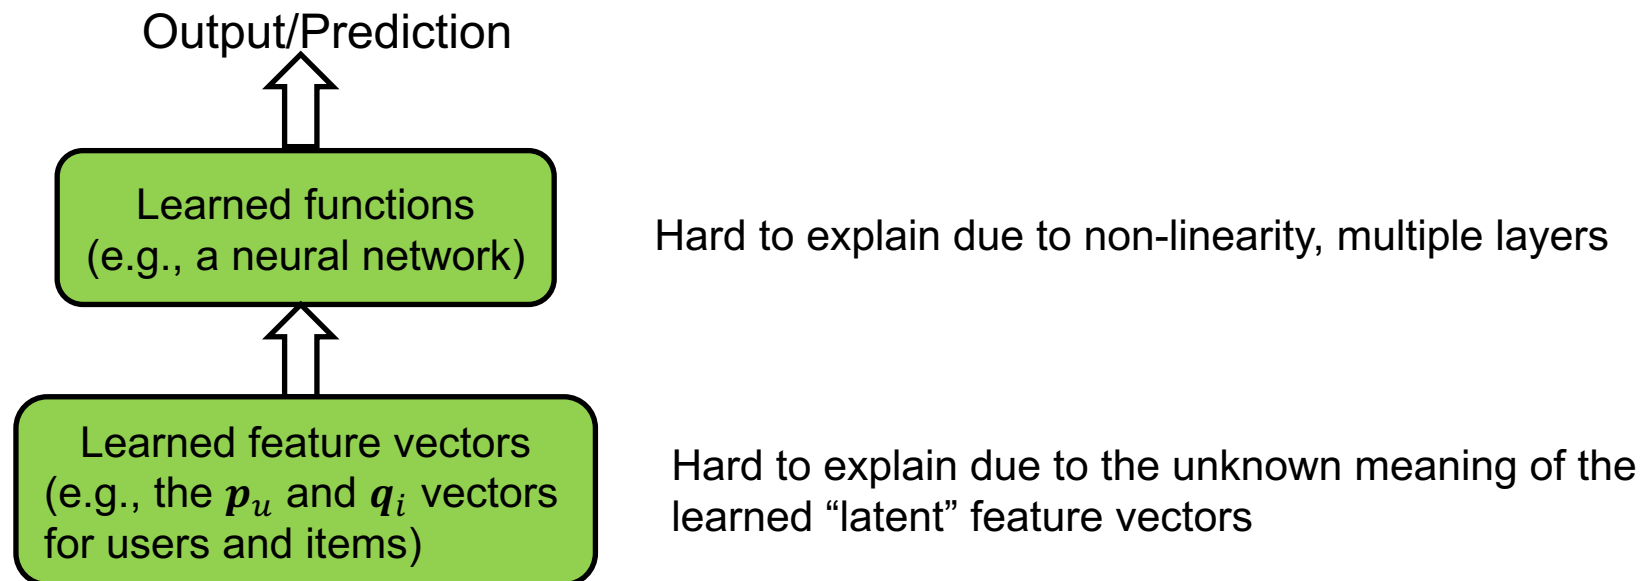 Output/Prediction
Learned functions
(e.g., a neural network)
Hard to explain due to non-linearity, multiple layers
Learned feature vectors
(e.g., the 𝒑ᵤ and 𝒒ᵢ vectors
for users and items)
Hard to explain due to the unknown meaning of the
learned “latent” feature vectors